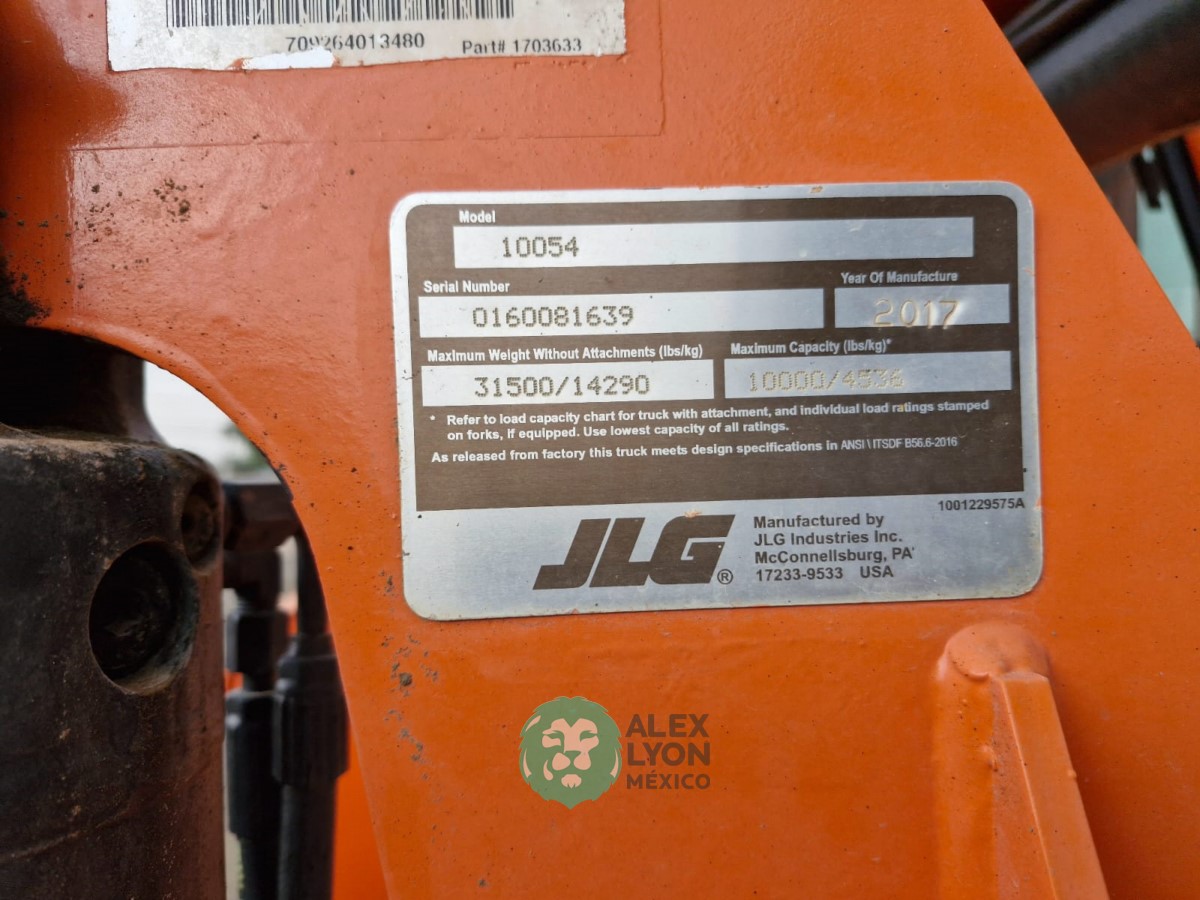 709264013480 Part# 1703633
Model
10054
Serial Number Year Of Manufacture
0160081639 2017
Maximum Weight Without Attachments (lbs/kg) Maximum Capacity (lbs/kg)*
31500/14290 10000/4536
* Refer to load capacity chart for truck with attachment, and individual load ratings stamped
on forks, if equipped. Use lowest capacity of all ratings.
As released from factory this truck meets design specifications in ANSI \ ITSDF B56.6-2016
1001229575A
JLG®
Manufactured by
JLG Industries Inc.
McConnellsburg, PA
17233-9533 USA
ALEX
LYON
MÉXICO